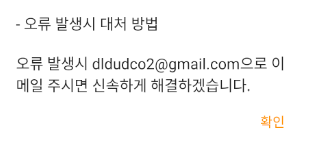 - 오류 발생시 대처 방법
오류 발생시 dldudco2@gmail.com으로 이
메일 주시면 신속하게 해결하겠습니다.
확인